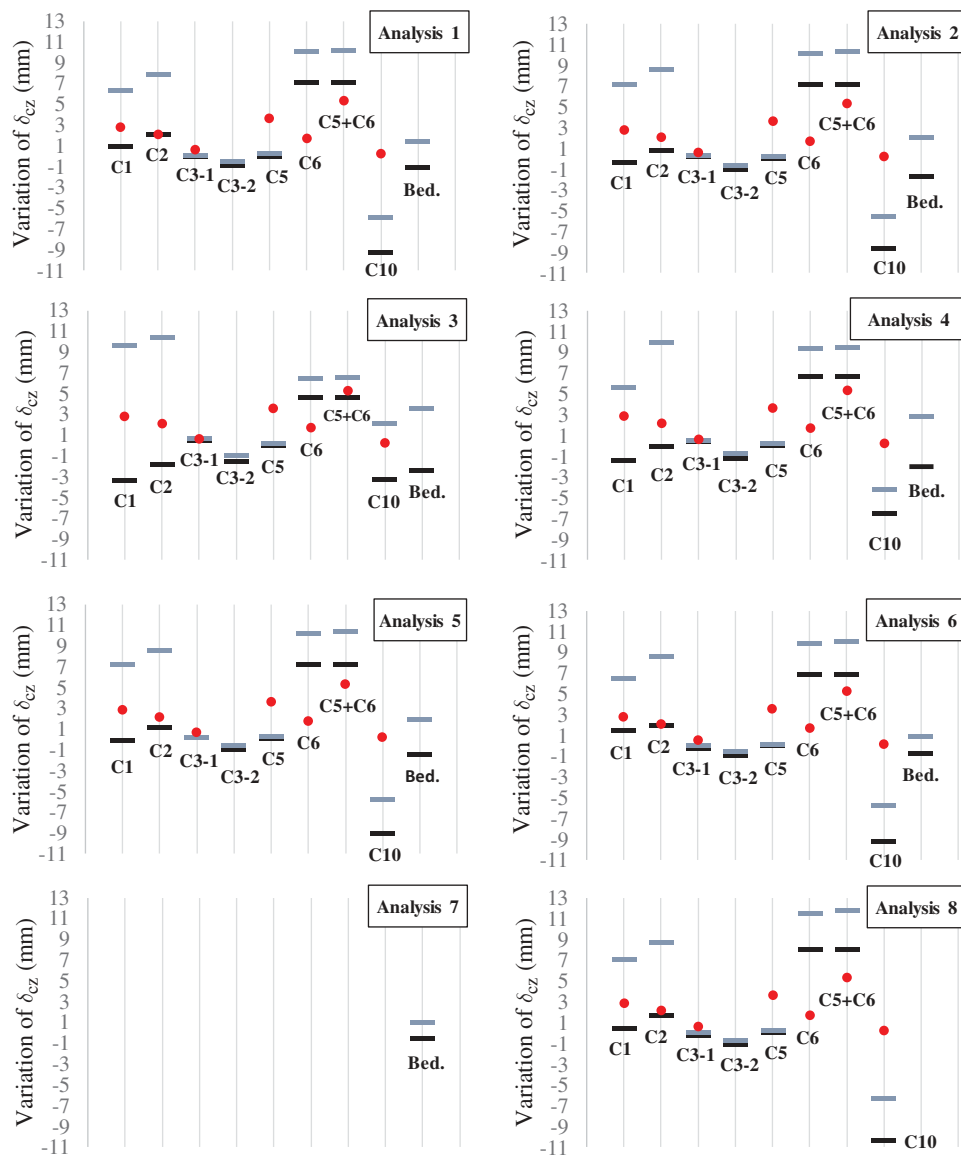 Analysis 1
Variation of δcz (mm)
13
11
9
7
5
3
1
-1
-3
-5
-7
-9
-11
C1
C2
C3-1
C3-2
C5
C6
C5+C6
C10
Bed.
Analysis 2
Variation of δcz (mm)
13
11
9
7
5
3
1
-1
-3
-5
-7
-9
-11
C1
C2
C3-1
C3-2
C5
C6
C5+C6
C10
Bed.
Analysis 3
Variation of δcz (mm)
13
11
9
7
5
3
1
-1
-3
-5
-7
-9
-11
C1
C2
C3-1
C3-2
C5
C6
C5+C6
C10
Bed.
Analysis 4
Variation of δcz (mm)
13
11
9
7
5
3
1
-1
-3
-5
-7
-9
-11
C1
C2
C3-1
C3-2
C5
C6
C5+C6
C10
Bed.
Analysis 5
Variation of δcz (mm)
13
11
9
7
5
3
1
-1
-3
-5
-7
-9
-11
C1
C2
C3-1
C3-2
C5
C6
C5+C6
C10
Bed.
Analysis 6
Variation of δcz (mm)
13
11
9
7
5
3
1
-1
-3
-5
-7
-9
-11
C1
C2
C3-1
C3-2
C5
C6
C5+C6
C10
Bed.
Analysis 7
Variation of δcz (mm)
13
11
9
7
5
3
1
-1
-3
-5
-7
-9
-11
Bed.
Analysis 8
Variation of δcz (mm)
13
11
9
7
5
3
1
-1
-3
-5
-7
-9
-11
C1
C2
C3-1
C3-2
C5
C6
C5+C6
C10